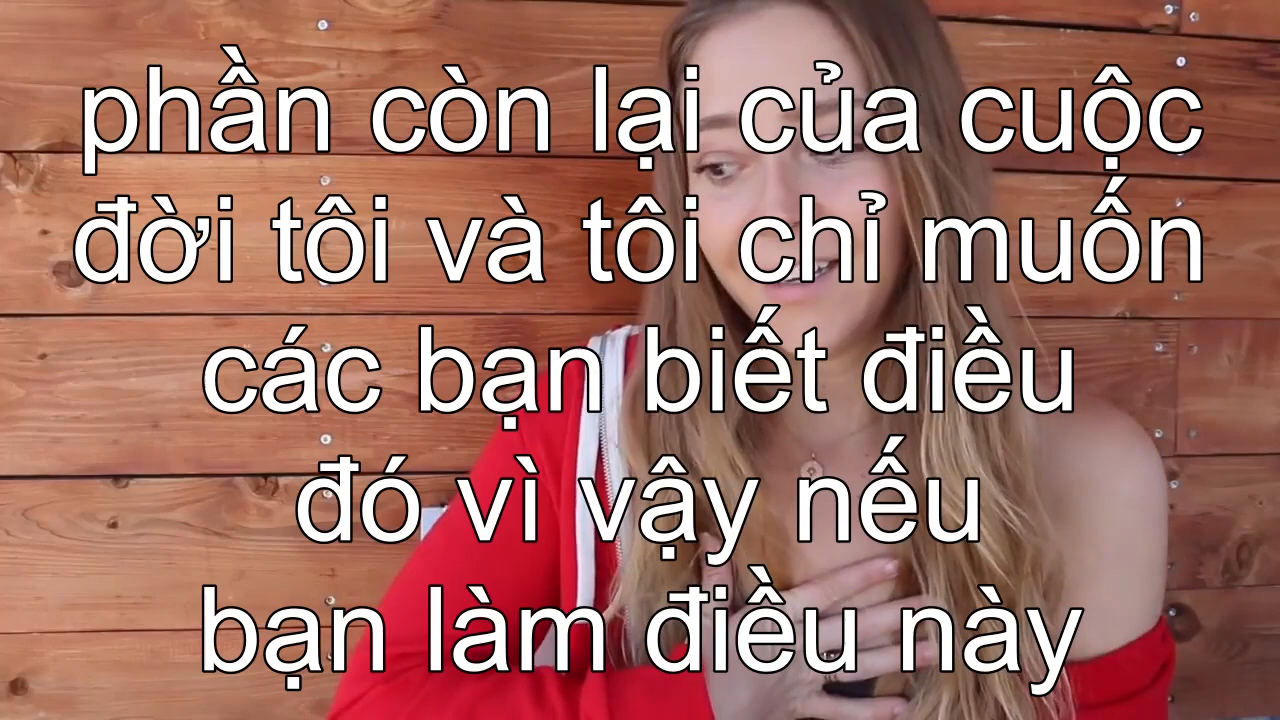 phần còn lại của cuộc
đời tôi và tôi chỉ muốn
các bạn biết điều
đó vì vậy nếu
bạn làm điều này